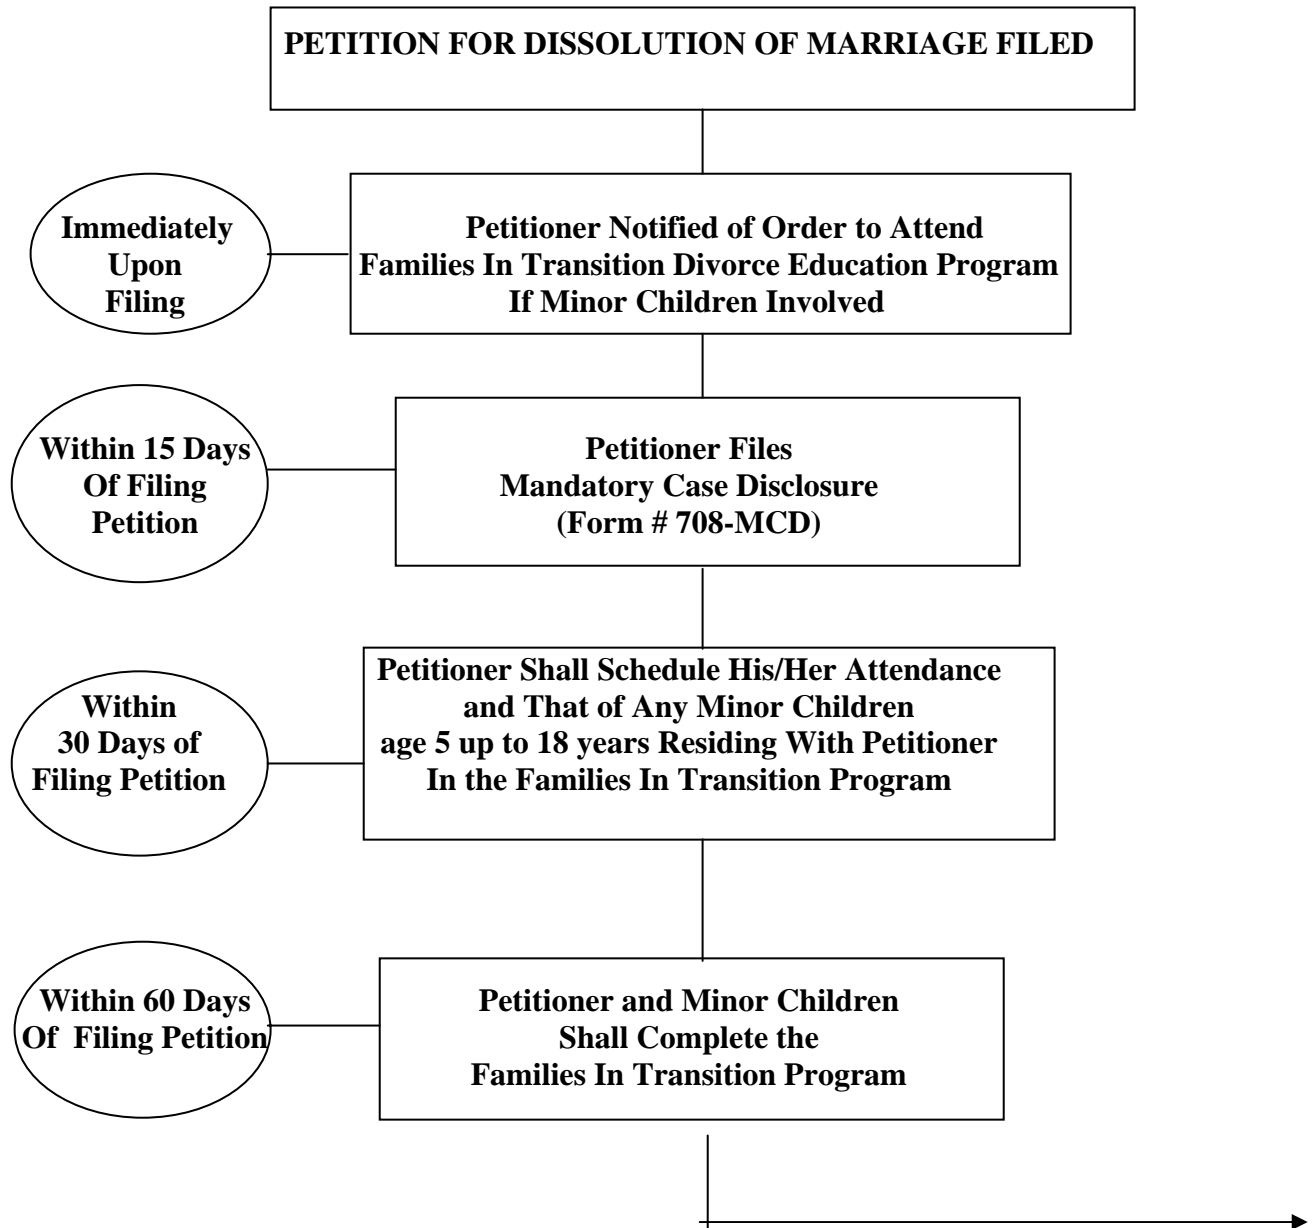 PETITION FOR DISSOLUTION OF MARRIAGE FILED
Immediately
Upon
Filing
Petitioner Notified of Order to Attend
Families In Transition Divorce Education Program
If Minor Children Involved
Within 15 Days
Of Filing
Petition
Petitioner Files
Mandatory Case Disclosure
(Form # 708-MCD)
Within
30 Days of
Filing Petition
Petitioner Shall Schedule His/Her Attendance
and That of Any Minor Children
age 5 up to 18 years Residing With Petitioner
In the Families In Transition Program
Within 60 Days
Of Filing Petition
Petitioner and Minor Children
Shall Complete the
Families In Transition Program